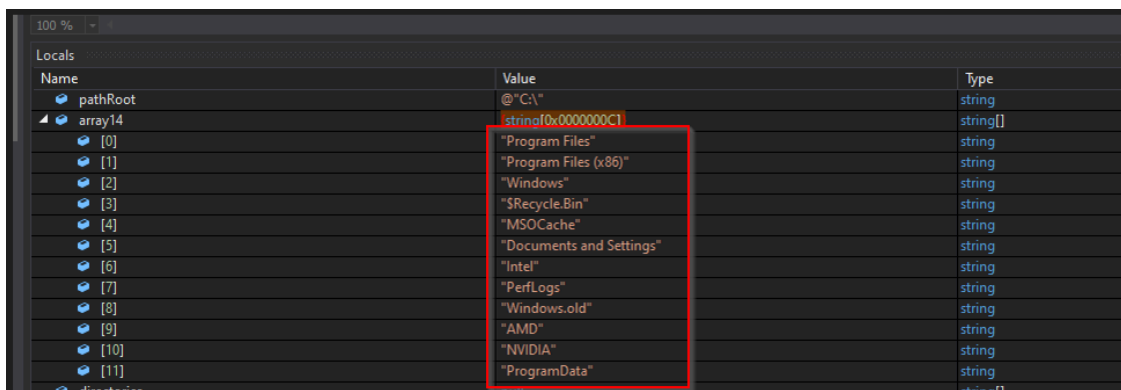 100 %
Locals
Name Value Type
pathRoot @"C:\" string
array14 string[0x0000000C] string[]
[0] "Program Files" string
[1] "Program Files (x86)" string
[2] "Windows" string
[3] "$Recycle.Bin" string
[4] "MSOCache" string
[5] "Documents and Settings" string
[6] "Intel" string
[7] "PerfLogs" string
[8] "Windows.old" string
[9] "AMD" string
[10] "NVIDIA" string
[11] "ProgramData" string
directories string[]